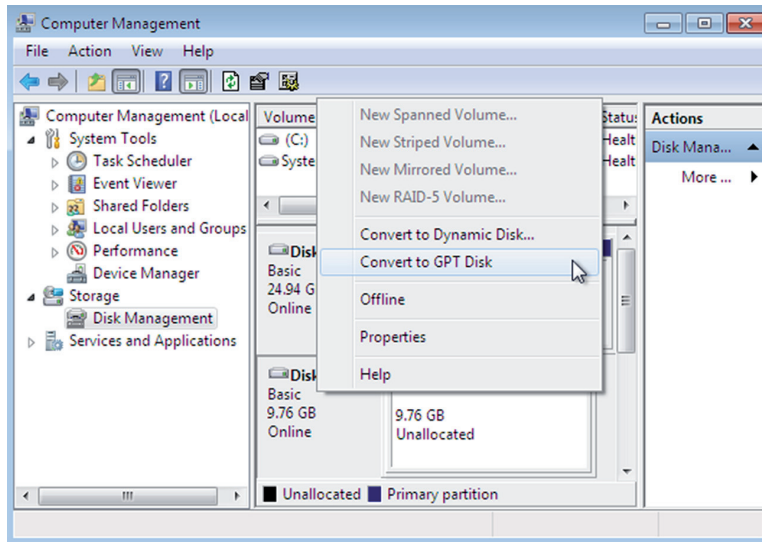 Computer Management
File Action View Help
Computer Management (Local
System Tools
Task Scheduler
Event Viewer
Shared Folders
Local Users and Groups
Performance
Device Manager
Storage
Disk Management
Services and Applications
Volume
(C:)
Syste
Status
Healt
Healt
New Spanned Volume...
New Striped Volume...
New Mirrored Volume...
New RAID-5 Volume...
Convert to Dynamic Disk...
Convert to GPT Disk
Offline
Properties
Help
Disk
Basic
24.94 G
Online
Disk
Basic
9.76 GB
Online
9.76 GB
Unallocated
Unallocated Primary partition
Actions
Disk Mana...
More ...